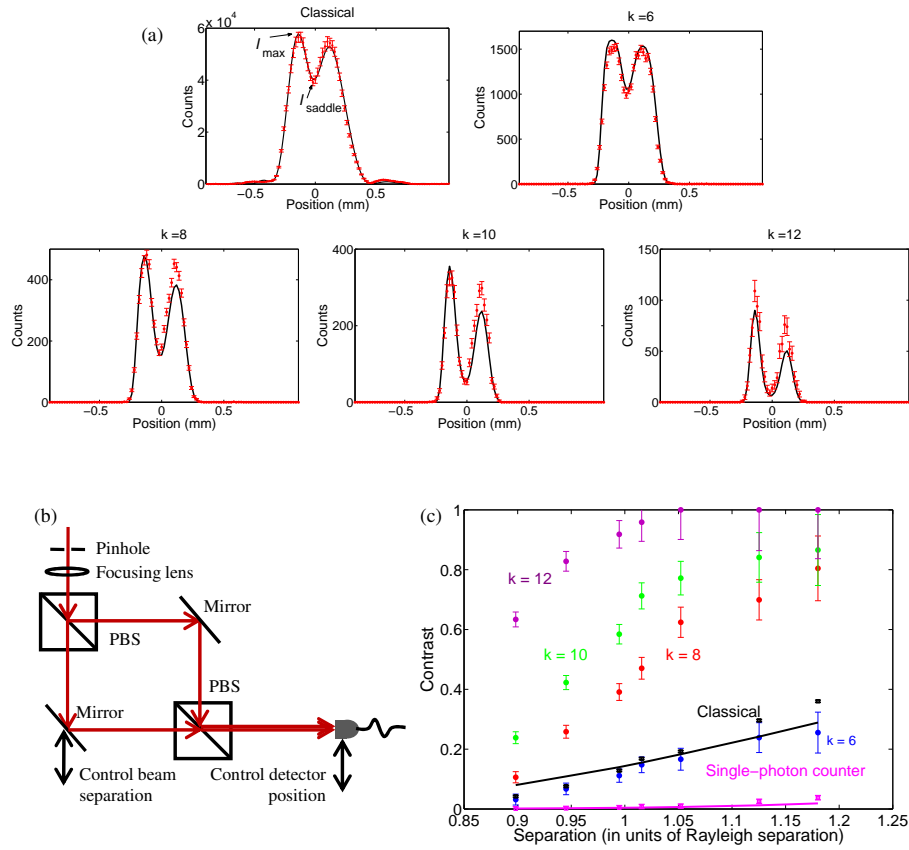 (a)
Classical
6 x 10^4
I max
I saddle
4
2
0
Counts
−0.5 0 0.5
Position (mm)
k =6
1500
1000
500
0
Counts
−0.5 0 0.5
Position (mm)
k =8
400
200
0
Counts
−0.5 0 0.5
Position (mm)
k =10
400
200
0
Counts
−0.5 0 0.5
Position (mm)
k =12
150
100
50
0
Counts
−0.5 0 0.5
Position (mm)
(b)
Pinhole
Focusing lens
Mirror
PBS
PBS
Mirror
Control beam
separation
Control detector
position
(c)
1
0.8
0.6
0.4
0.2
0
Contrast
k = 12
k = 10
k = 8
Classical
k = 6
Single−photon counter
0.85 0.9 0.95 1 1.05 1.1 1.15 1.2 1.25
Separation (in units of Rayleigh separation)